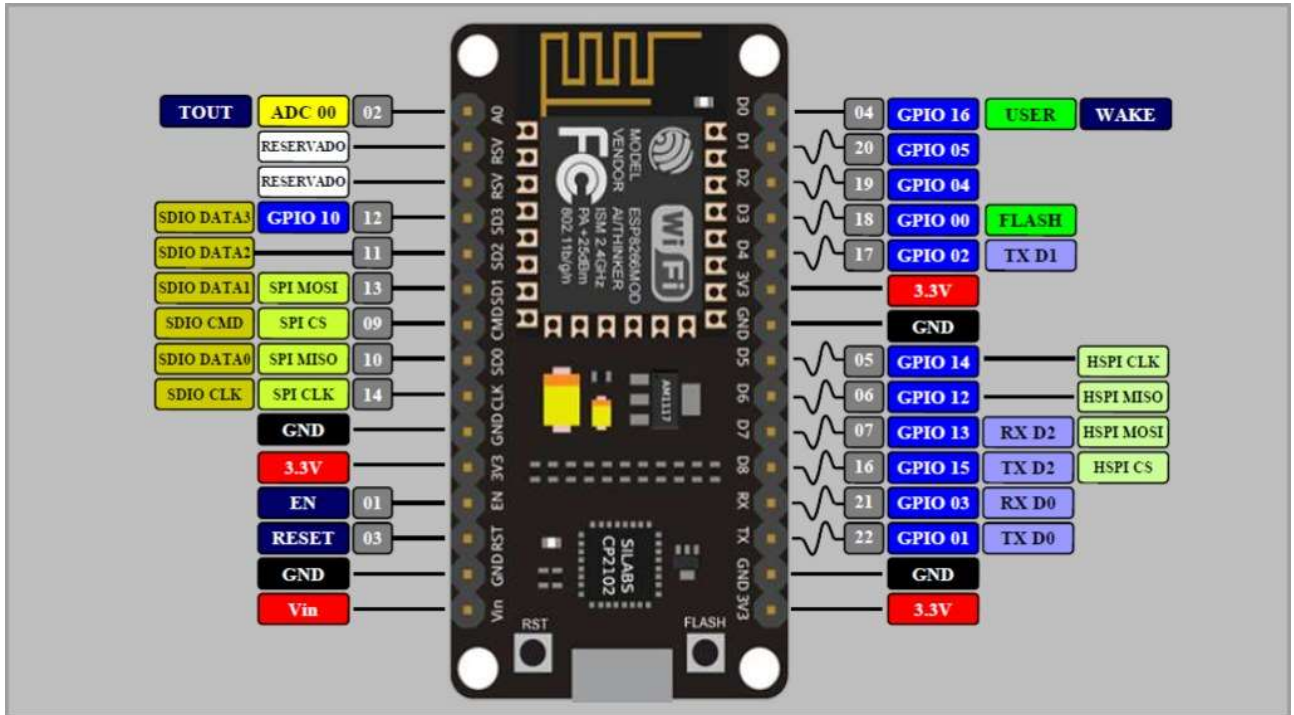 TOUT ADC 00 02 A0
RESERVADO RSV
RESERVADO RSV
SDIO DATA3 GPIO 10 12 SD3
SDIO DATA2 11 SD2
SDIO DATA1 SPI MOSI 13 SD1
SDIO CMD SPI CS 09 CMD
SDIO DATA0 SPI MISO 10 SD0
SDIO CLK SPI CLK 14 CLK
GND GND
3.3V 3V3
EN 01 EN
RESET 03 RST
GND GND
Vin Vin
MODEL
VENDOR
FC
ESP8266MOD
AI/THINKER
ISM 2.4GHz
PA +25dBm
802.11b/g/n
WiFi
AM1117
SILABS
CP2102
RST
FLASH
D0 04 GPIO 16 USER WAKE
D1 20 GPIO 05
D2 19 GPIO 04
D3 18 GPIO 00 FLASH
D4 17 GPIO 02 TX D1
3V3 3.3V
GND GND
D5 05 GPIO 14 HSPI CLK
D6 06 GPIO 12 HSPI MISO
D7 07 GPIO 13 RX D2 HSPI MOSI
D8 16 GPIO 15 TX D2 HSPI CS
RX 21 GPIO 03 RX D0
TX 22 GPIO 01 TX D0
GND GND
3V3 3.3V